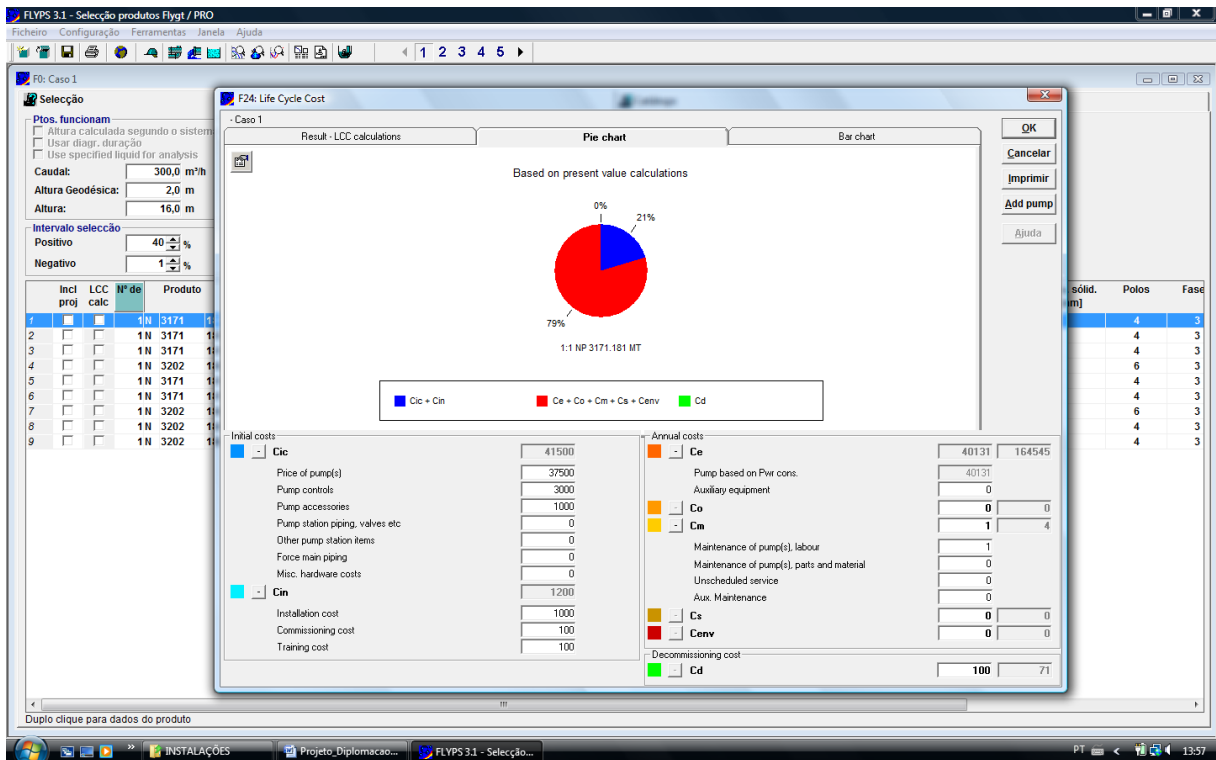 FLYPS 3.1 - Selecção produtos Flygt / PRO
Ficheiro Configuração Ferramentas Janela Ajuda
1 2 3 4 5
F0: Caso 1
Selecção
Ptos. funcionam
Altura calculada segundo o sistem
Usar diagr. duração
Use specified liquid for analysis
Caudal: 300,0 m³/h
Altura Geodésica: 2,0 m
Altura: 16,0 m
Intervalo selecção
Positivo 40 %
Negativo 1 %
Incl proj LCC calc Nº de Produto
1 1 N 3171
2 1 N 3171
3 1 N 3171
4 1 N 3202
5 1 N 3171
6 1 N 3171
7 1 N 3202
8 1 N 3202
9 1 N 3202
sólid. Polos Fase
4 3
4 3
4 3
6 3
4 3
4 3
6 3
4 3
4 3
F24: Life Cycle Cost
- Caso 1
Result - LCC calculations Pie chart Bar chart
OK
Cancelar
Imprimir
Add pump
Ajuda
Based on present value calculations
0%
21%
79%
1:1 NP 3171.181 MT
Cic + Cin Ce + Co + Cm + Cs + Cenv Cd
Initial costs
- Cic 41500
Price of pump(s) 37500
Pump controls 3000
Pump accessories 1000
Pump station piping, valves etc 0
Other pump station items 0
Force main piping 0
Misc. hardware costs 0
- Cin 1200
Installation cost 1000
Commissioning cost 100
Training cost 100
Annual costs
- Ce 40131 164545
Pump based on Pwr cons. 40131
Auxiliary equipment 0
- Co 0 0
- Cm 1 4
Maintenance of pump(s), labour 1
Maintenance of pump(s), parts and material 0
Unscheduled service 0
Aux. Maintenance 0
- Cs 0 0
- Cenv 0 0
Decommissioning cost
- Cd 100 71
Duplo clique para dados do produto
INSTALAÇÕES Projeto_Diplomacao... FLYPS 3.1 - Selecção... PT 13:57